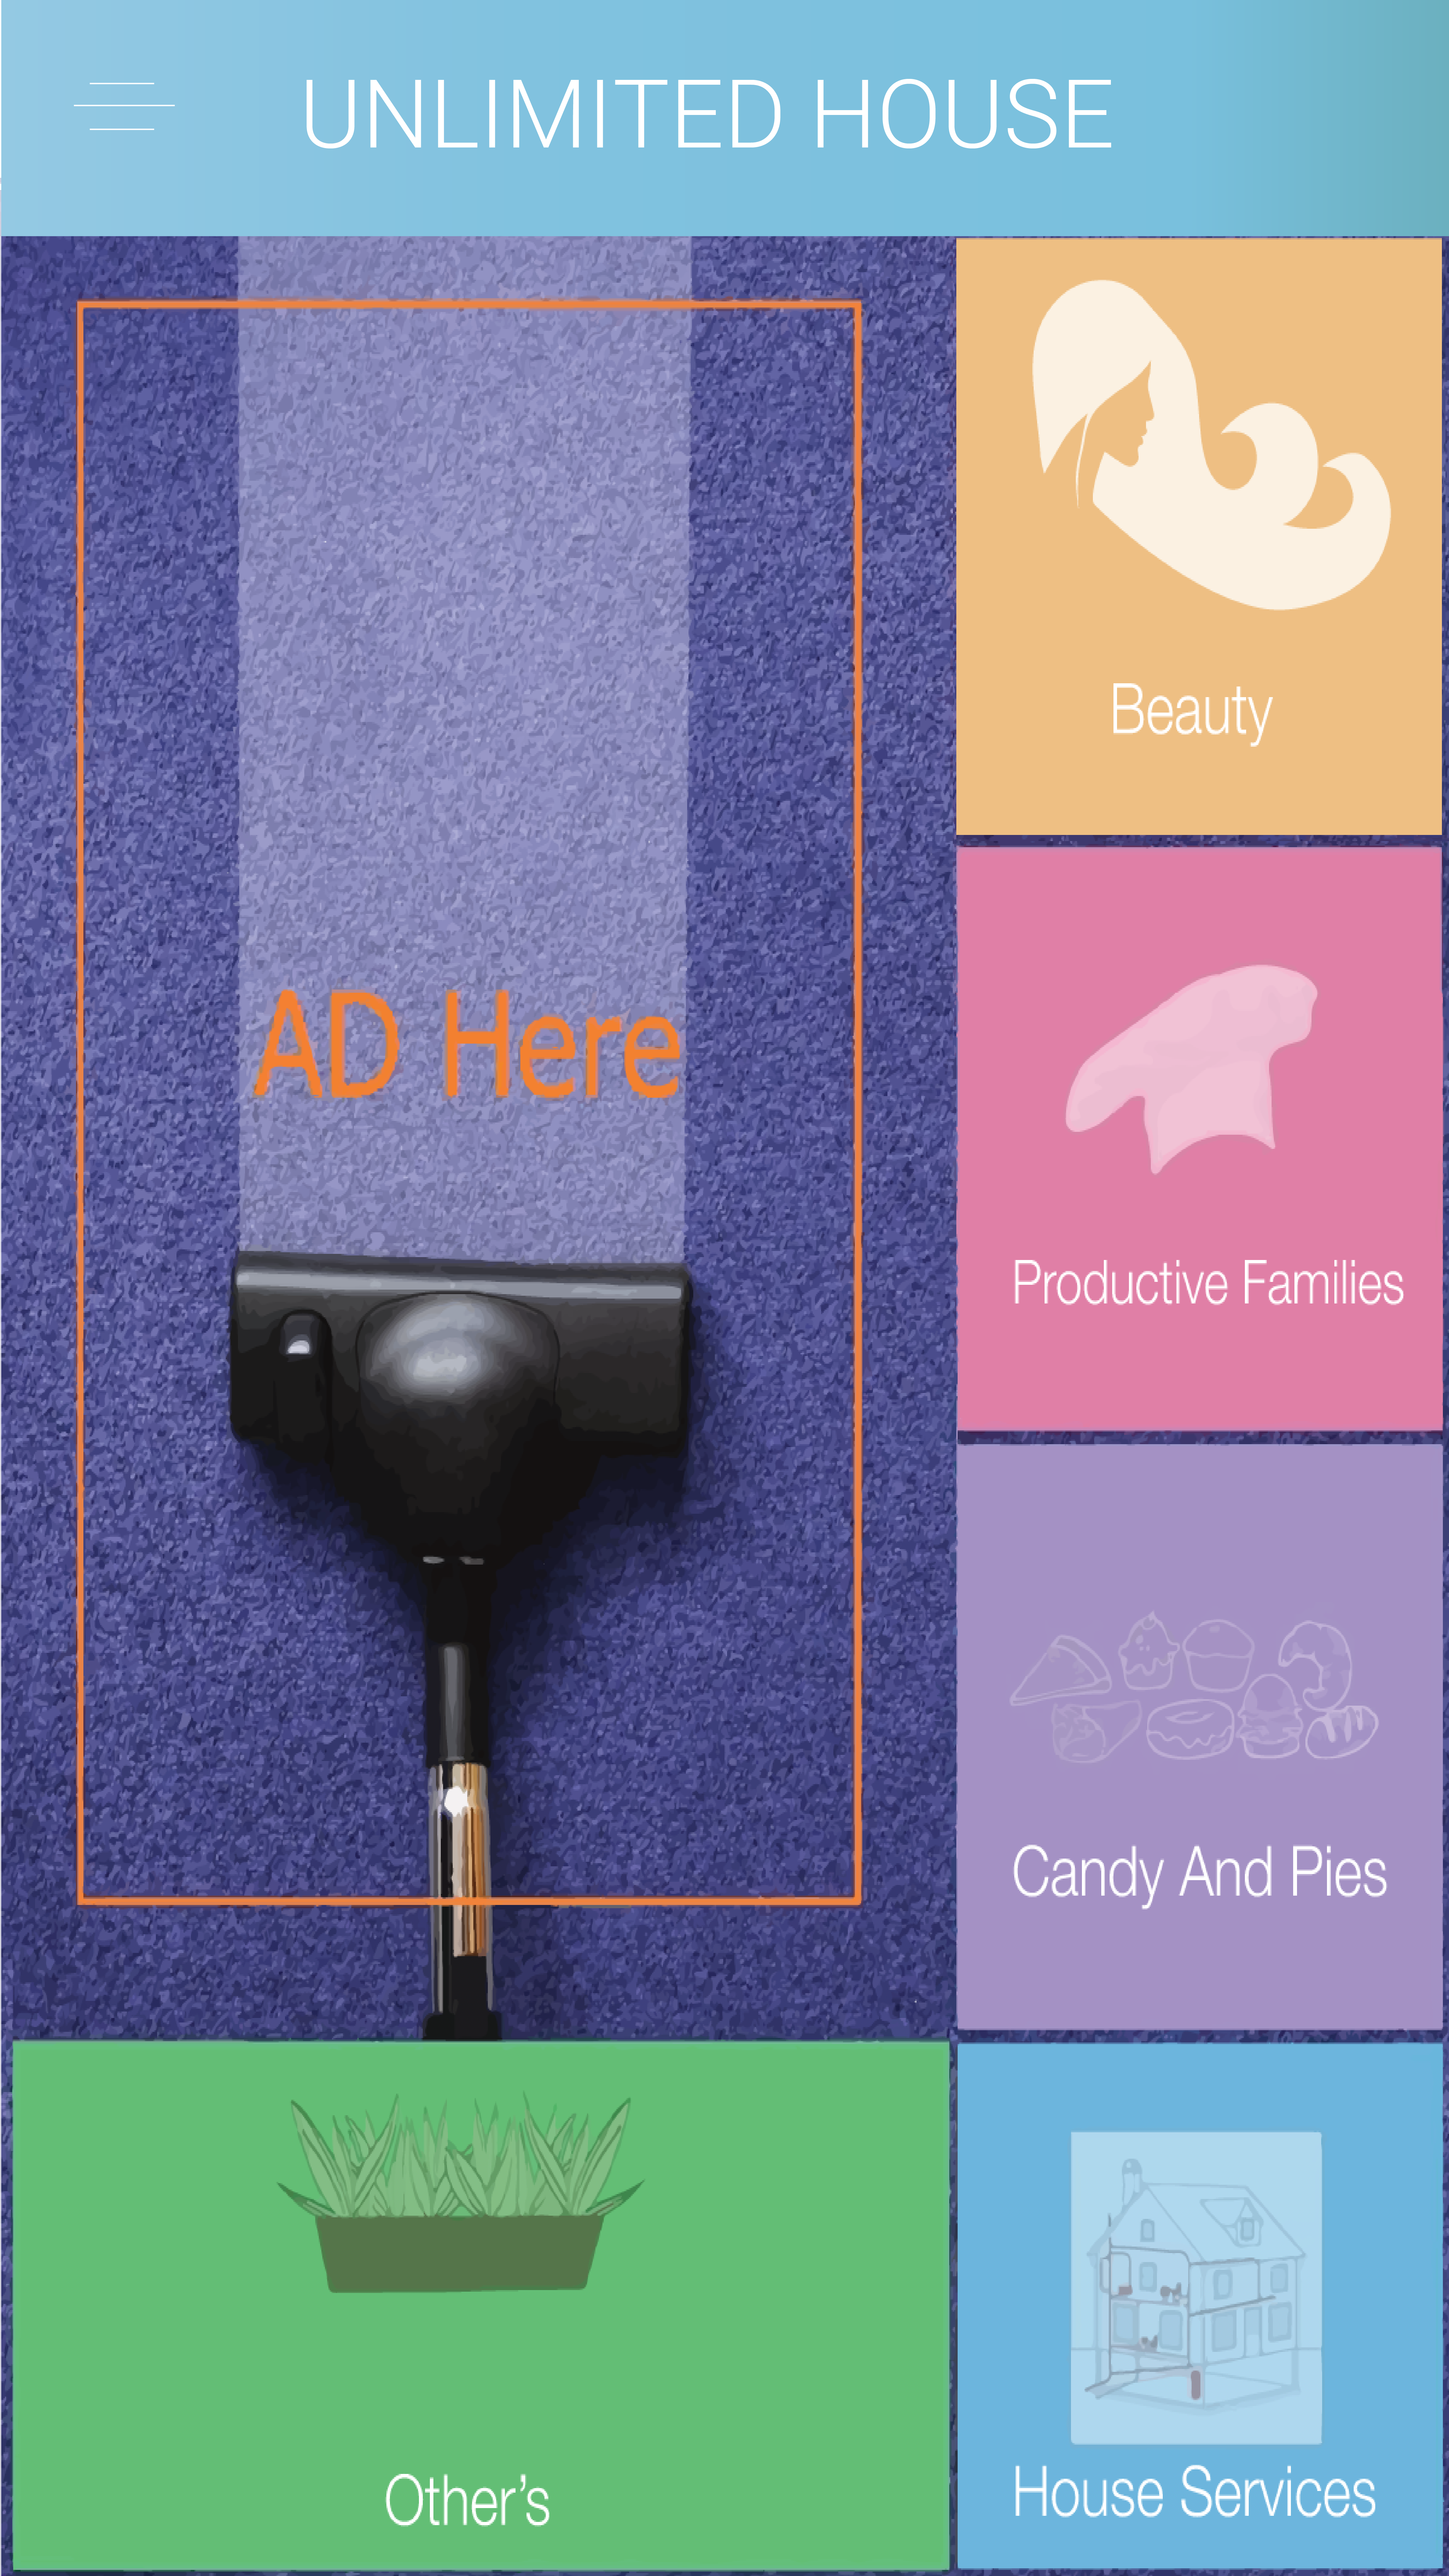 UNLIMITED HOUSE
Beauty
AD Here
Productive Families
Candy And Pies
Other’s
House Services